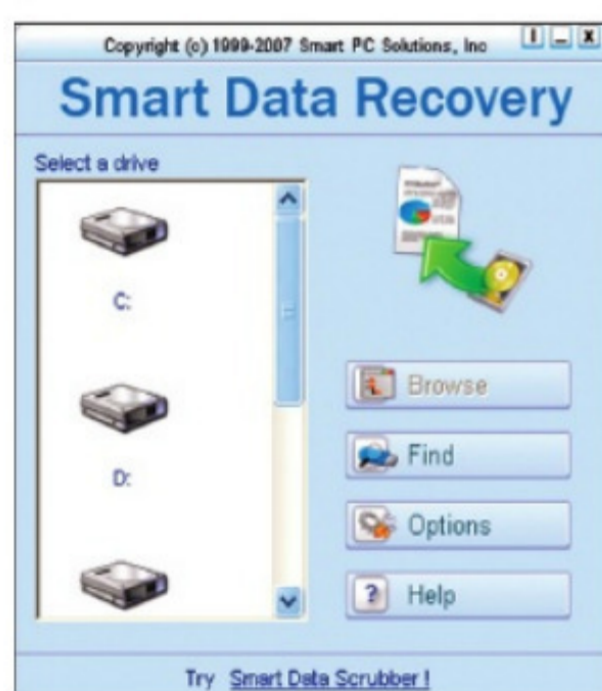 Copyright (c) 1999-2007 Smart PC Solutions, Inc
Smart Data Recovery
Select a drive
C:
D:
Browse
Find
Options
Help
Try Smart Data Scrubber !